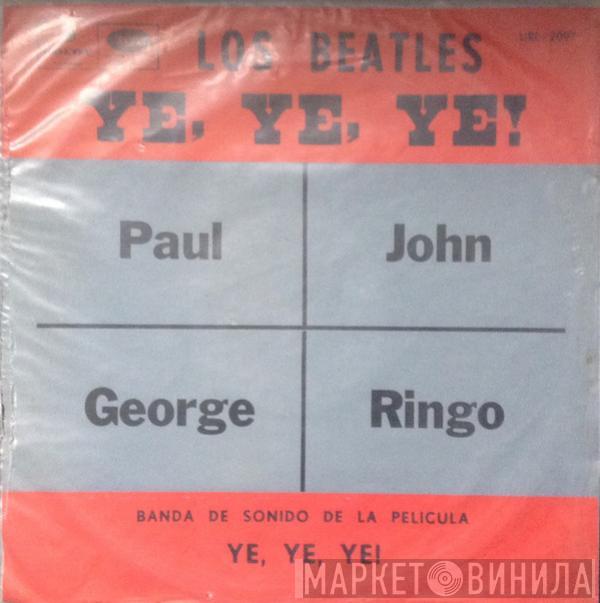 LOS BEATLES
YE, YE, YE!
Paul
John
George
Ringo
BANDA DE SONIDO DE LA PELICULA
YE, YE, YE!
МАРКЕТ ВИНИЛА